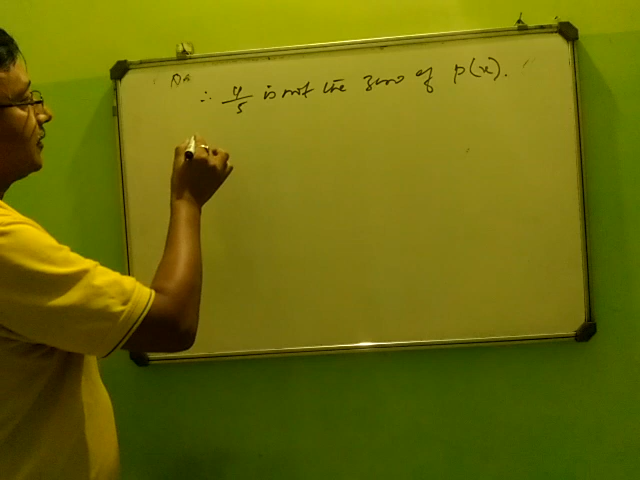 ∴ 4/5 is not the zero of p(x).